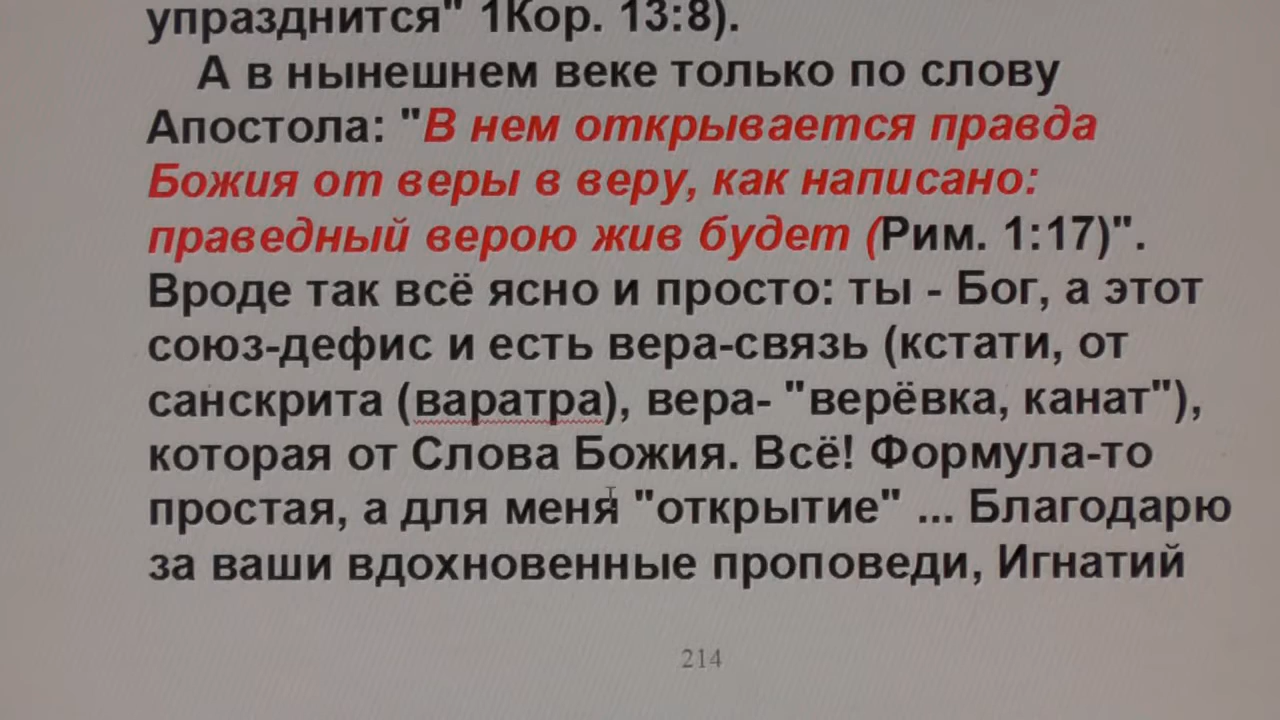 упразднится" 1Кор. 13:8).
А в нынешнем веке только по слову
Апостола: "В нем открывается правда
Божия от веры в веру, как написано:
праведный верою жив будет (Рим. 1:17)".
Вроде так всё ясно и просто: ты - Бог, а этот
союз-дефис и есть вера-связь (кстати, от
санскрита (варатра), вера- "верёвка, канат"),
которая от Слова Божия. Всё! Формула-то
простая, а для меня "открытие" ... Благодарю
за ваши вдохновенные проповеди, Игнатий
214